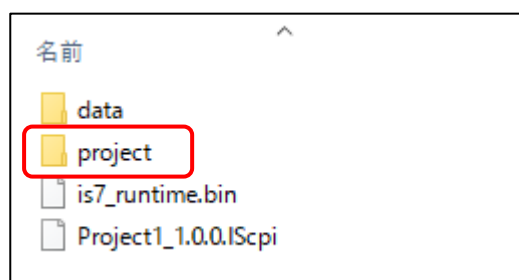 名前
data
project
is7_runtime.bin
Project1_1.0.0.IScpi